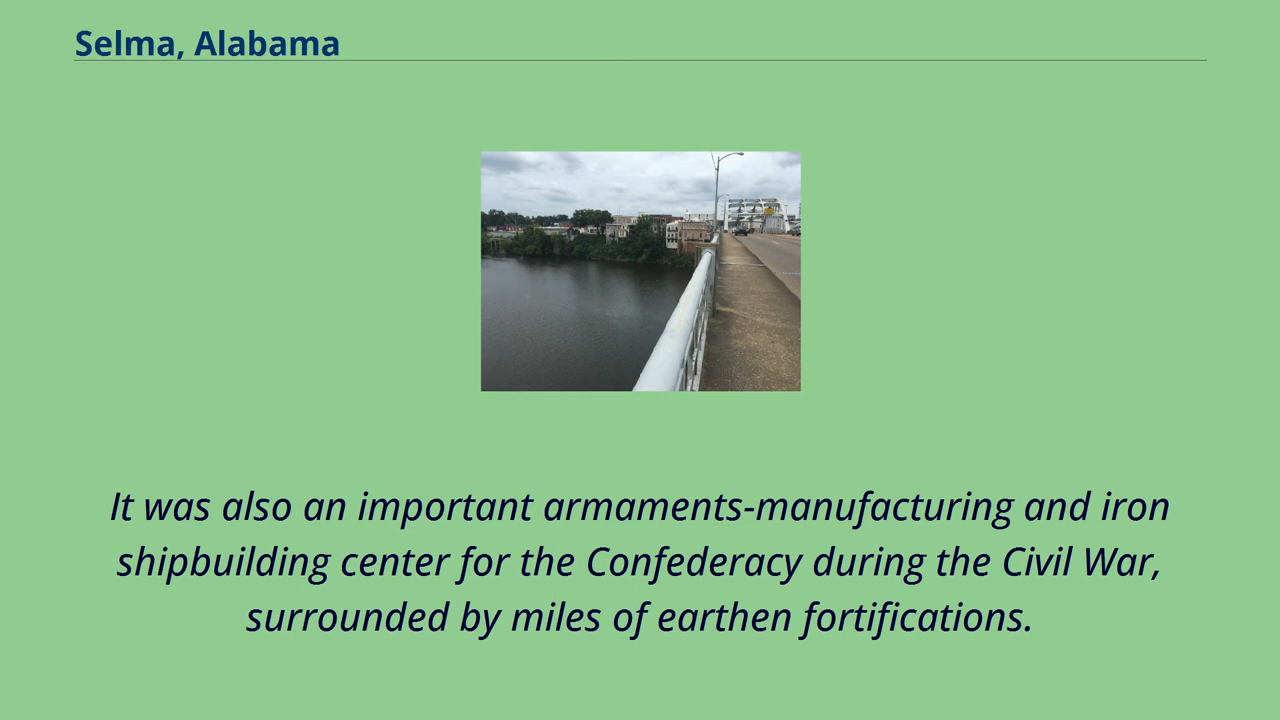 Selma, Alabama
It was also an important armaments-manufacturing and iron
shipbuilding center for the Confederacy during the Civil War,
surrounded by miles of earthen fortifications.